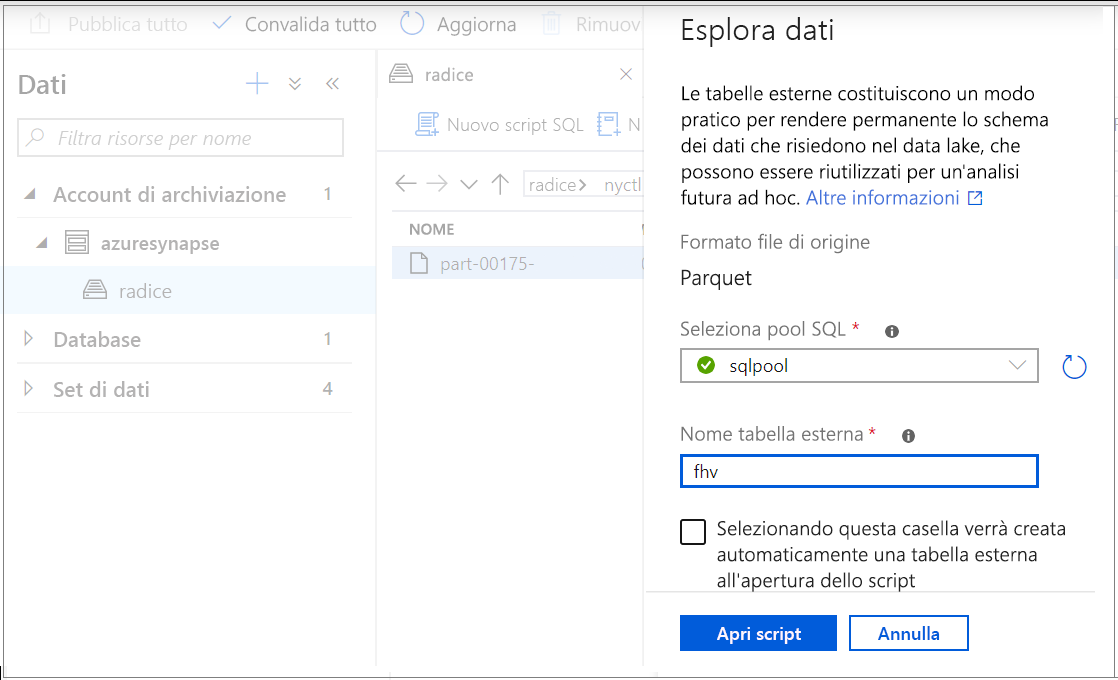 Pubblica tutto
Convalida tutto
Aggiorna
Rimuov
Dati
Filtra risorse per nome
Account di archiviazione 1
azuresynapse
radice
Database 1
Set di dati 4
radice
Nuovo script SQL
N
radice nyctl
NOME
part-00175-
Esplora dati
Le tabelle esterne costituiscono un modo
pratico per rendere permanente lo schema
dei dati che risiedono nel data lake, che
possono essere riutilizzati per un'analisi
futura ad hoc. Altre informazioni
Formato file di origine
Parquet
Seleziona pool SQL *
sqlpool
Nome tabella esterna *
fhv
Selezionando questa casella verrà creata
automaticamente una tabella esterna
all'apertura dello script
Apri script
Annulla